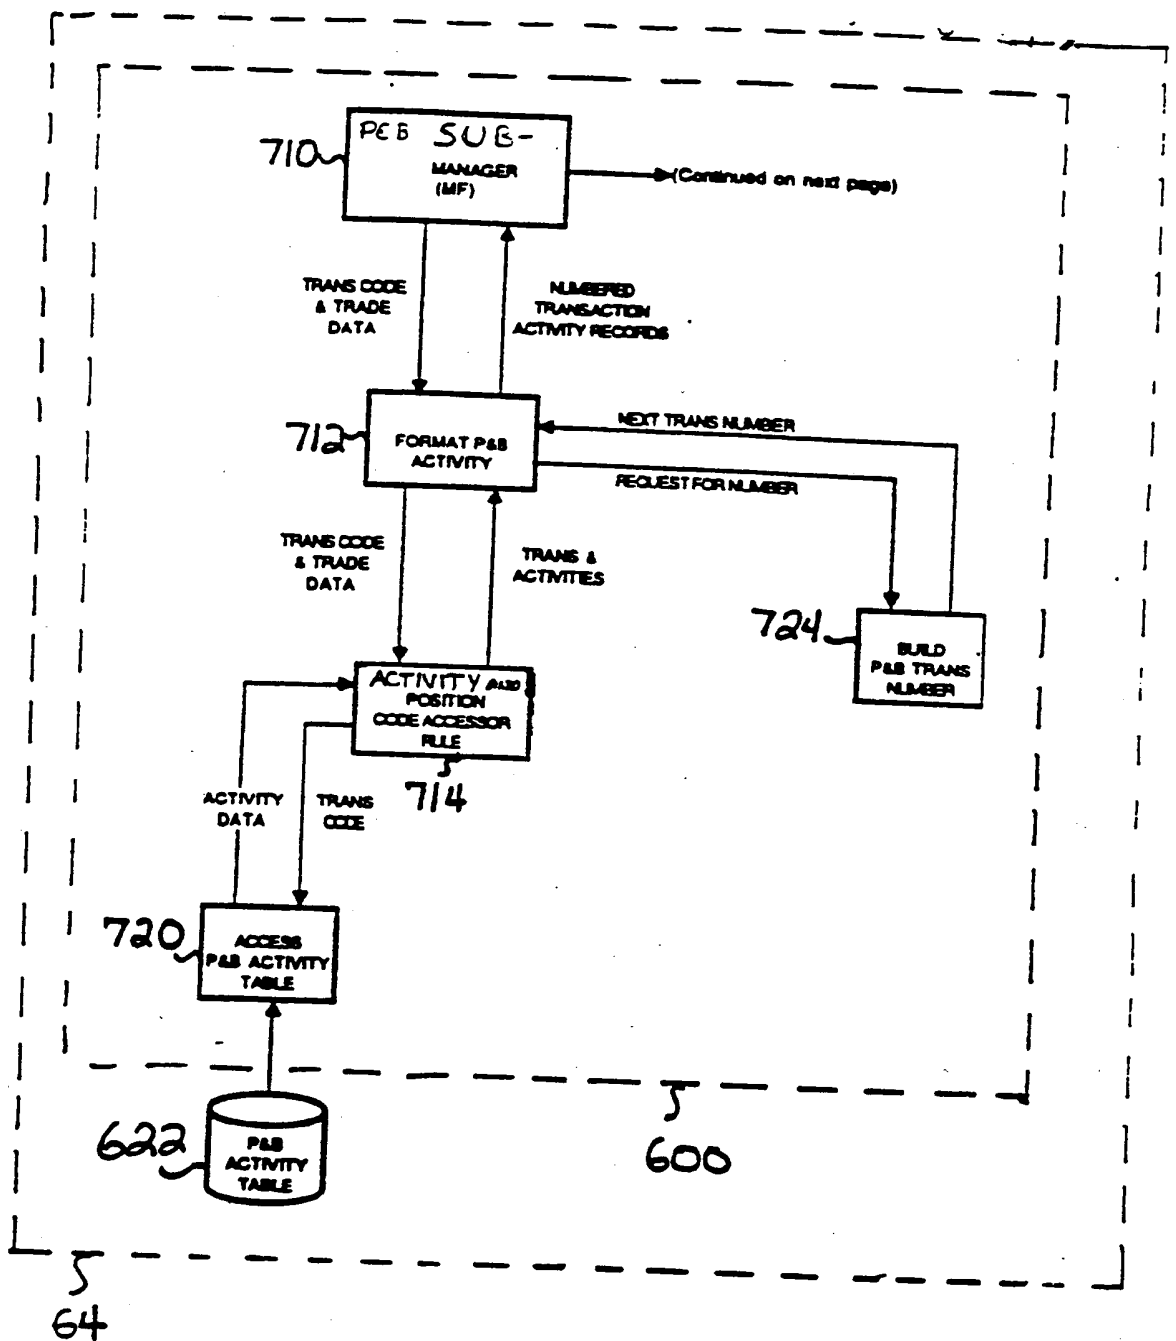 710
P&B SUB-
MANAGER
(MF)
(Continued on next page)
TRANS CODE
& TRADE
DATA
NUMBERED
TRANSACTION
ACTIVITY RECORDS
712
FORMAT P&B
ACTIVITY
NEXT TRANS NUMBER
REQUEST FOR NUMBER
TRANS CODE
& TRADE
DATA
TRANS &
ACTIVITIES
724
BUILD
P&B TRANS
NUMBER
ACTIVITY AND
POSITION
CODE ACCESSOR
RULE
714
ACTIVITY
DATA
TRANS
CODE
720
ACCESS
P&B ACTIVITY
TABLE
622
P&B
ACTIVITY
TABLE
600
64